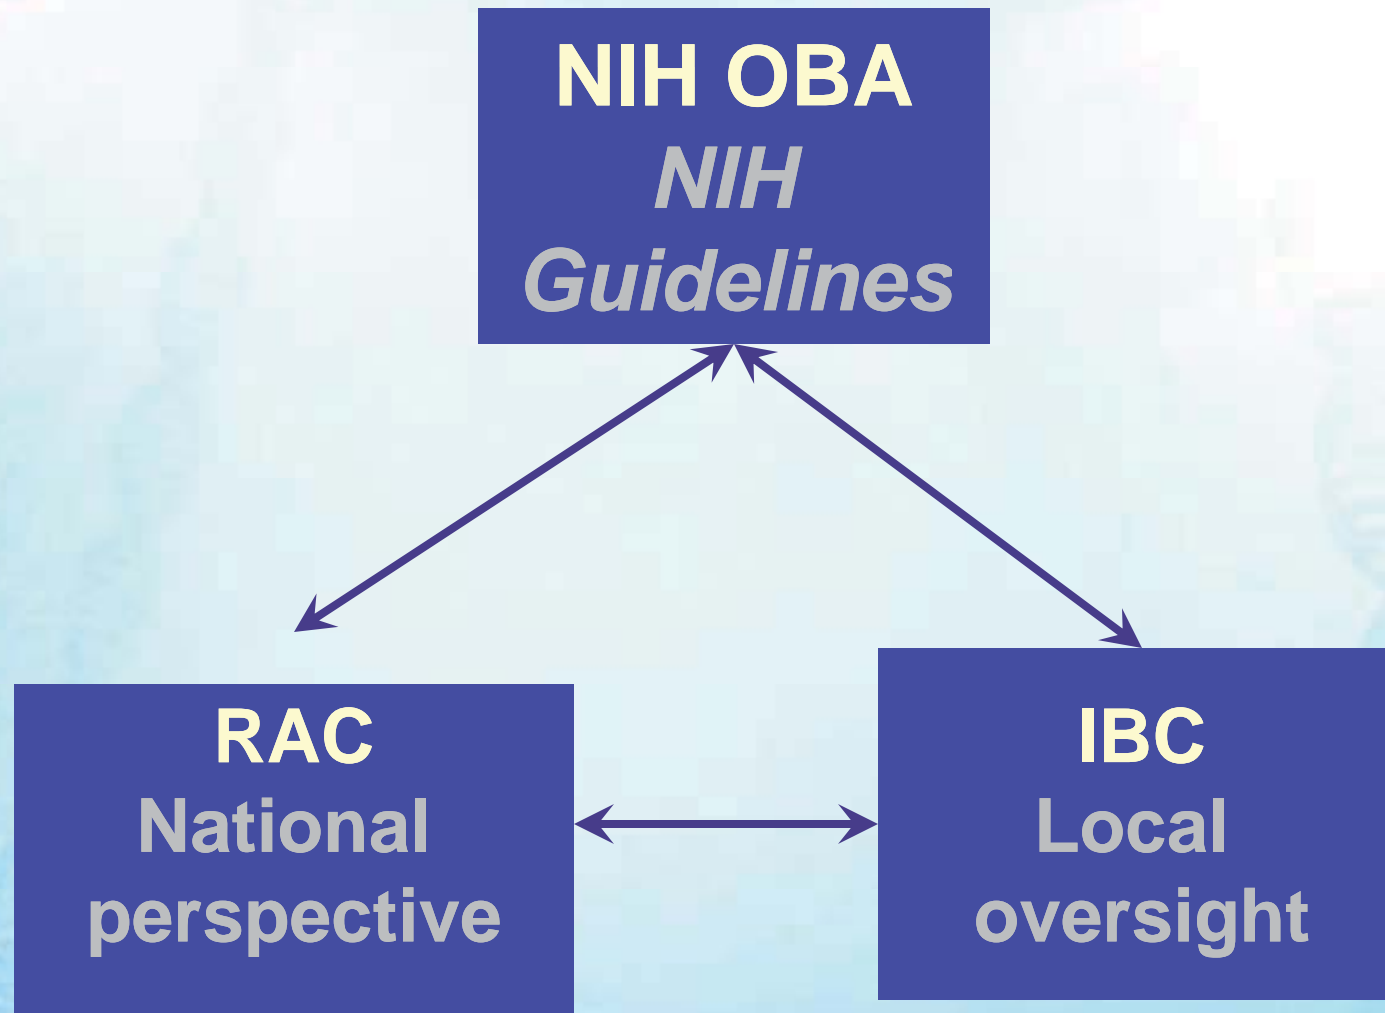 NIH OBA
NIH
Guidelines
RAC
National
perspective
IBC
Local
oversight